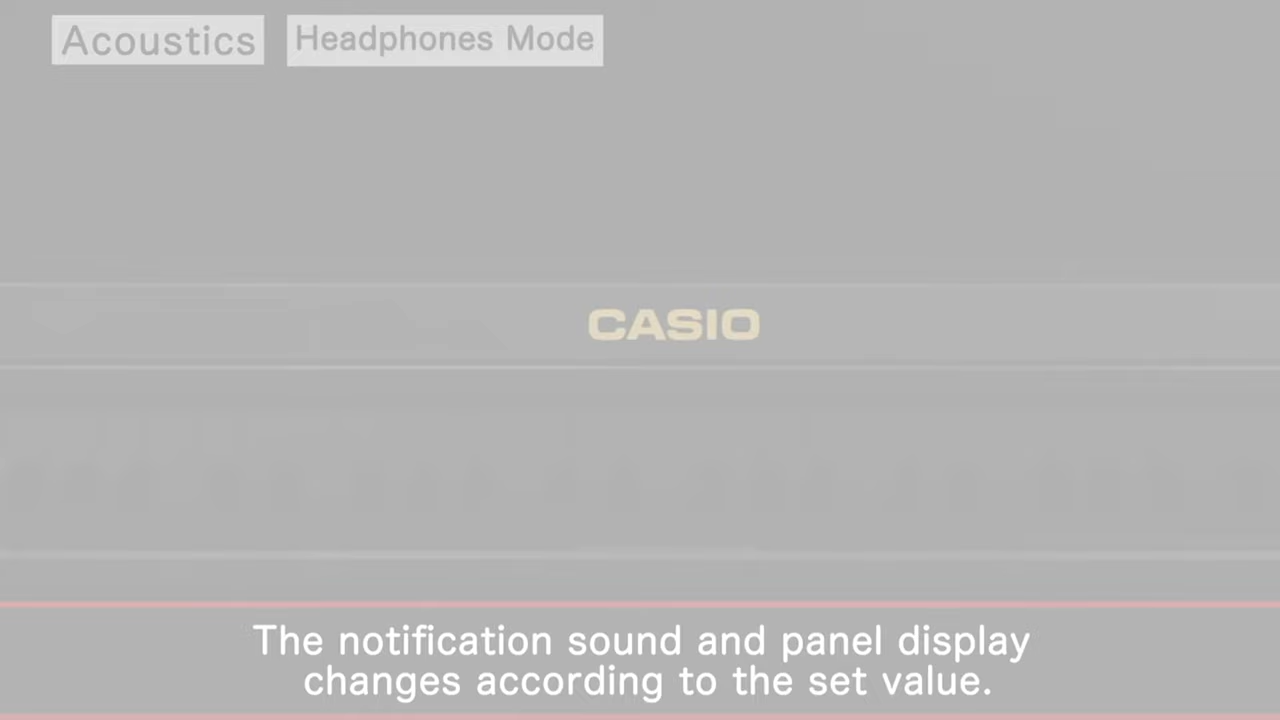 Acoustics
Headphones Mode
CASIO
The notification sound and panel display
changes according to the set value.